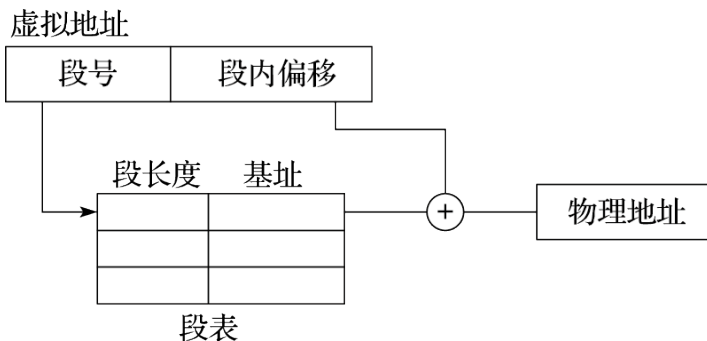 虚拟地址
段号 段内偏移
段长度 基址
+ 物理地址
段表